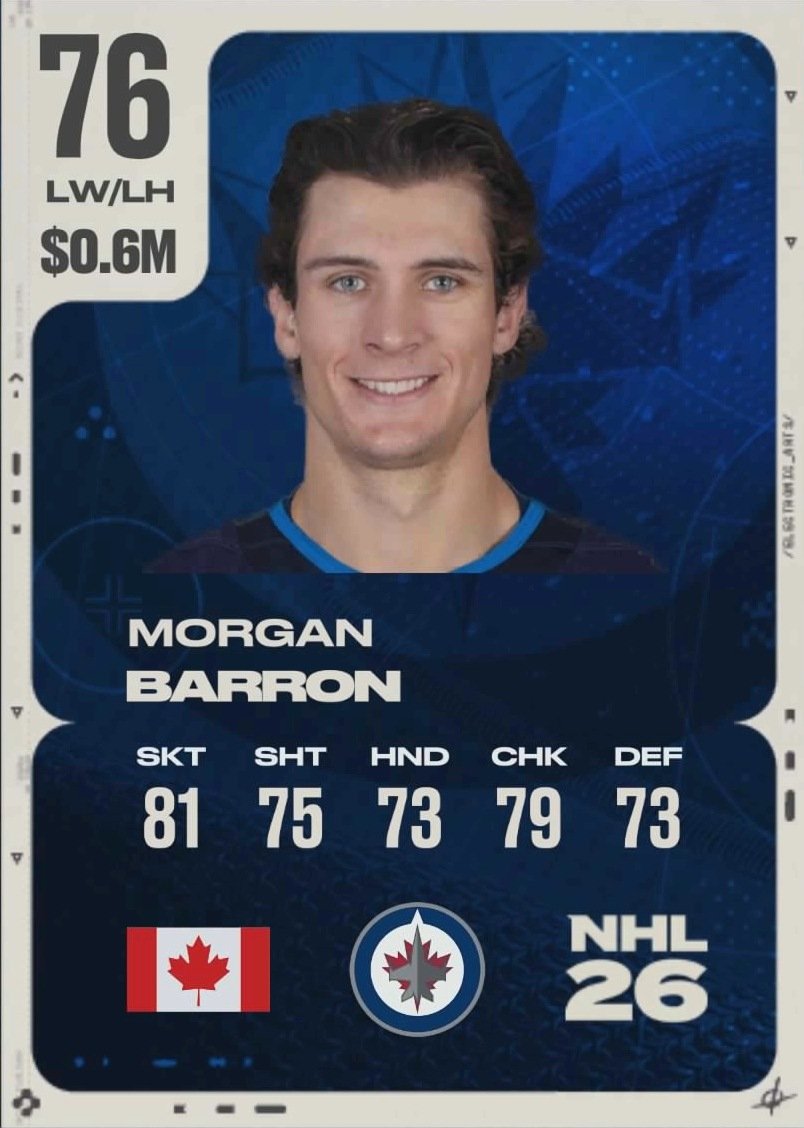 76
LW/LH
$0.6M
MORGAN
BARRON
SKT SHT HND CHK DEF
81 75 73 79 73
NHL
26